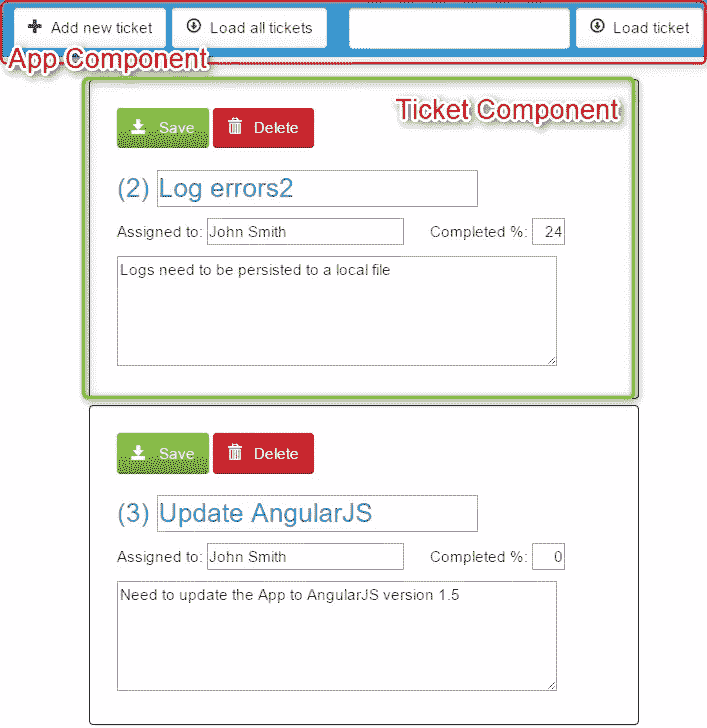 Add new ticket Load all tickets Load ticket
App Component
Ticket Component
Save Delete
(2) Log errors2
Assigned to: John Smith Completed %: 24
Logs need to be persisted to a local file
Save Delete
(3) Update AngularJS
Assigned to: John Smith Completed %: 0
Need to update the App to AngularJS version 1.5